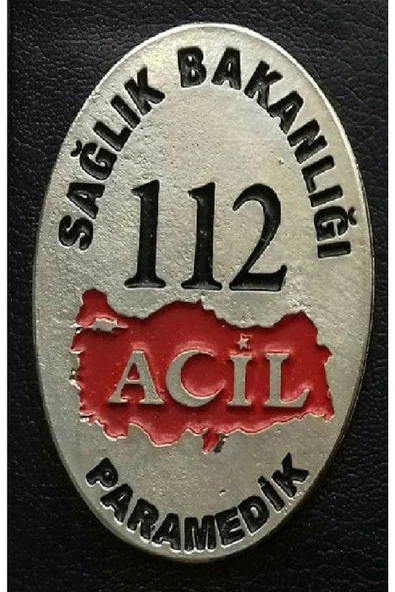 SAĞLIK BAKANLIĞI
112
ACİL
PARAMEDİK